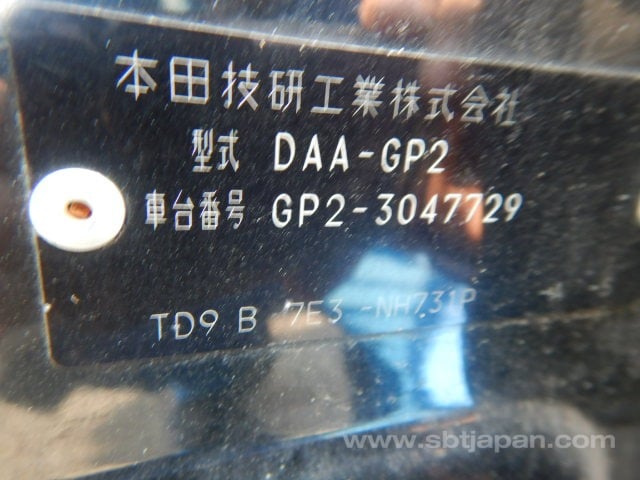 本田技研工業株式会社
型式 DAA-GP2
車台番号 GP2-3047729
TD9 B 7E3 -NH731P
www.sbtjapan.com